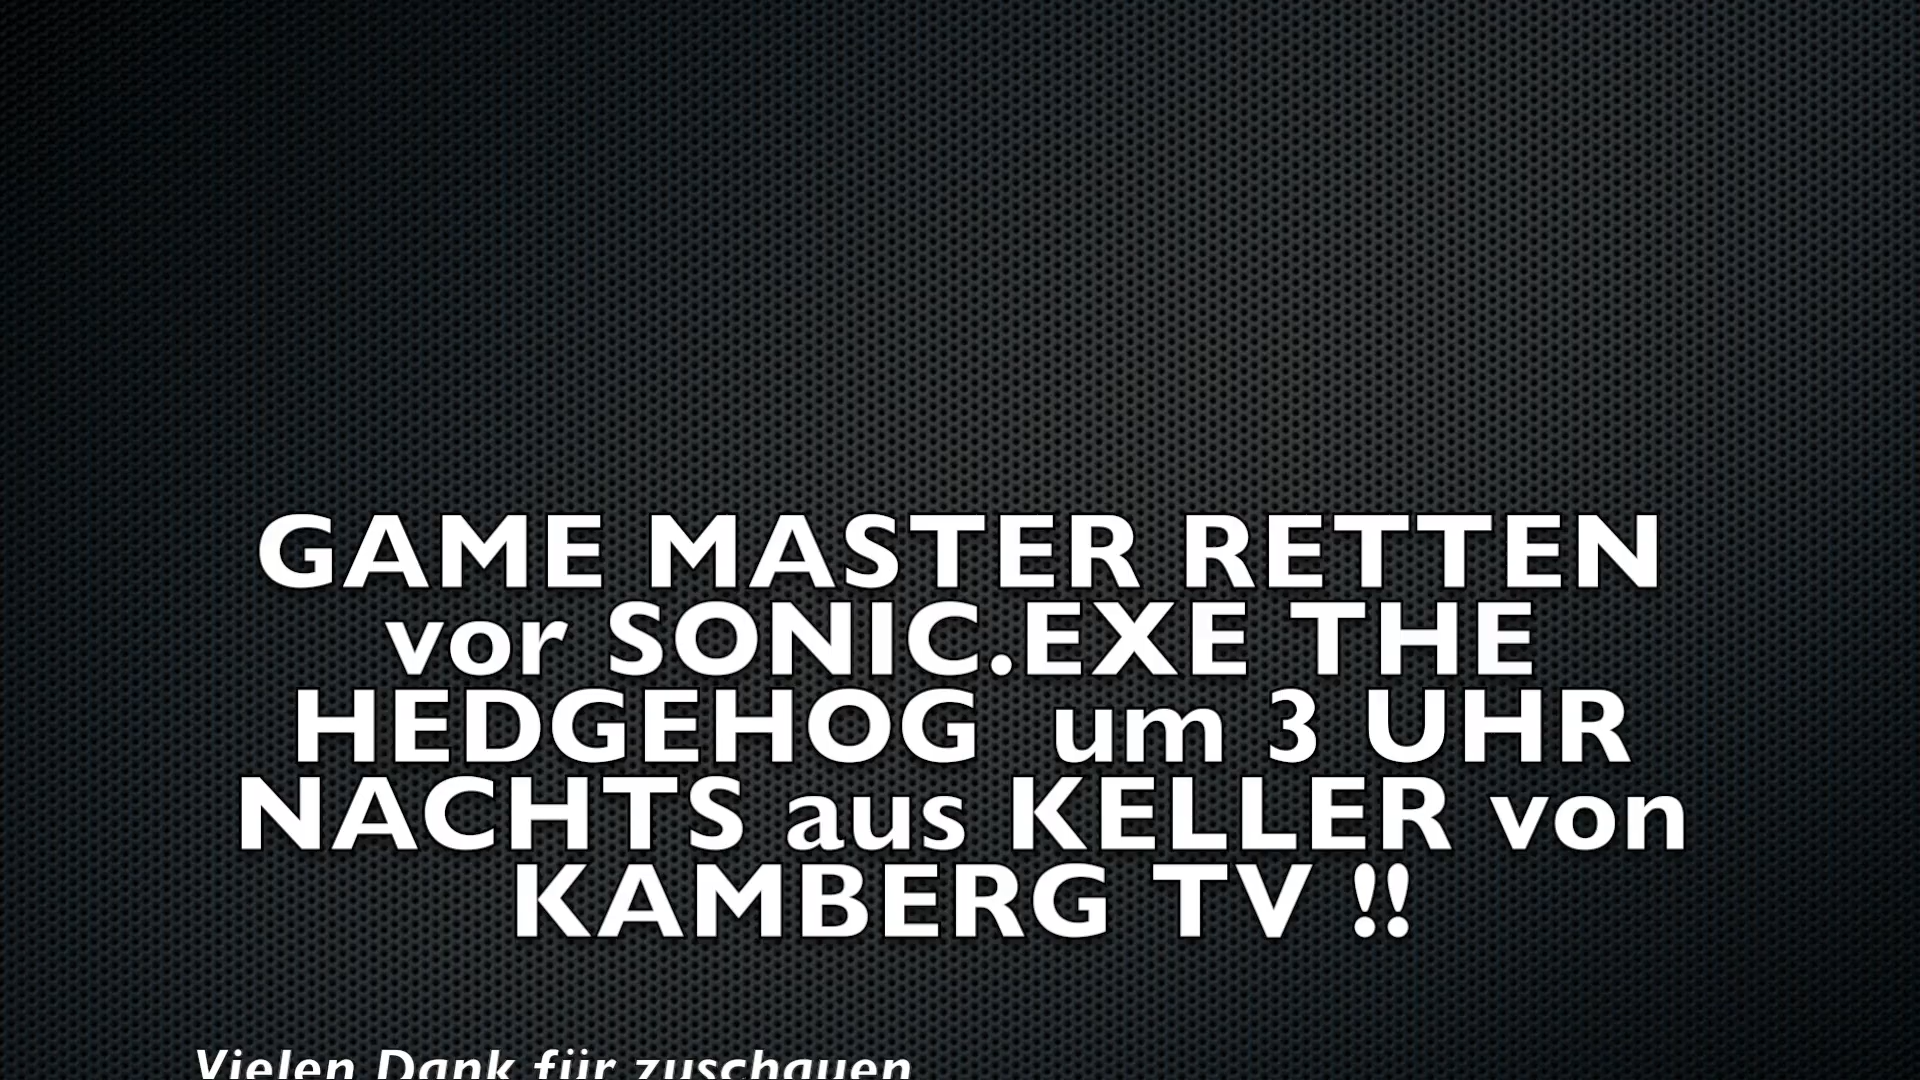 GAME MASTER RETTEN
vor SONIC.EXE THE
HEDGEHOG  um 3 UHR
NACHTS aus KELLER von
KAMBERG TV !!
Vielen Dank für zuschauen